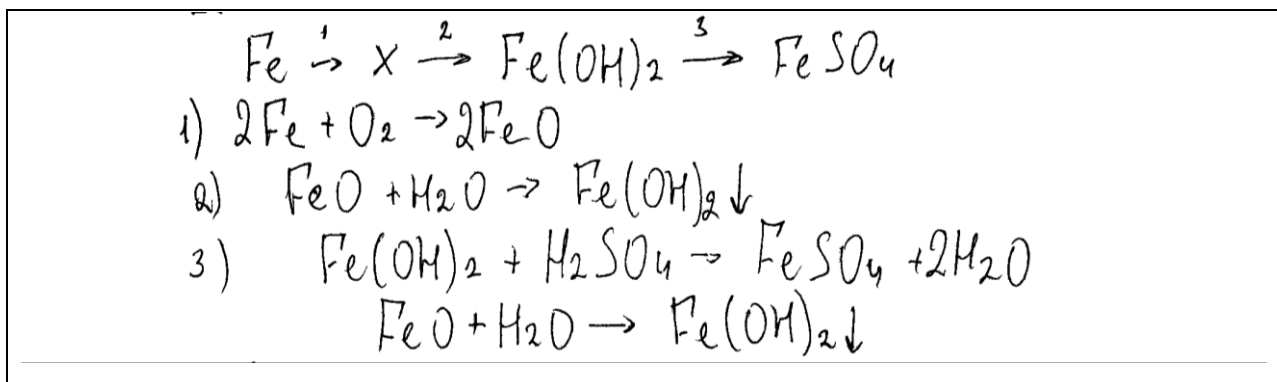 Fe →¹ X →² Fe(OH)₂ →³ FeSO₄
1) 2Fe + O₂ → 2FeO
2) FeO + H₂O → Fe(OH)₂↓
3) Fe(OH)₂ + H₂SO₄ → FeSO₄ + 2H₂O
FeO + H₂O → Fe(OH)₂↓